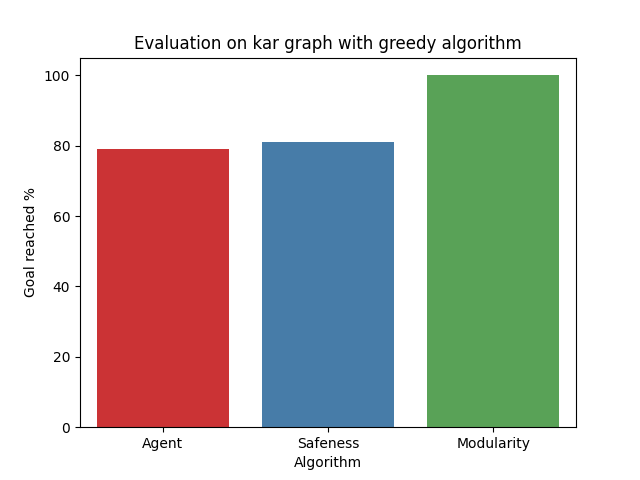 Evaluation on kar graph with greedy algorithm
100
80
60
40
20
0
Goal reached %
Agent
Safeness
Modularity
Algorithm